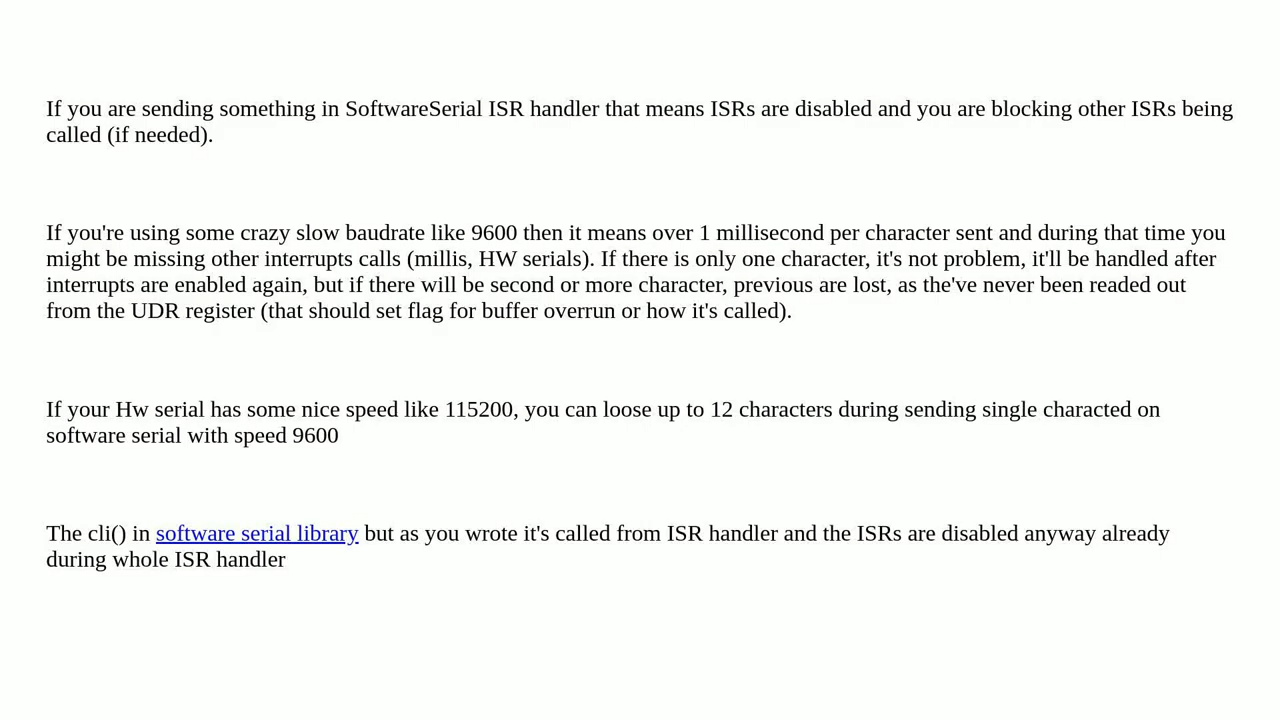 If you are sending something in SoftwareSerial ISR handler that means ISRs are disabled and you are blocking other ISRs being
called (if needed).
If you're using some crazy slow baudrate like 9600 then it means over 1 millisecond per character sent and during that time you
might be missing other interrupts calls (millis, HW serials). If there is only one character, it's not problem, it'll be handled after
interrupts are enabled again, but if there will be second or more character, previous are lost, as the've never been readed out
from the UDR register (that should set flag for buffer overrun or how it's called).
If your Hw serial has some nice speed like 115200, you can loose up to 12 characters during sending single characted on
software serial with speed 9600
The cli() in software serial library but as you wrote it's called from ISR handler and the ISRs are disabled anyway already
during whole ISR handler